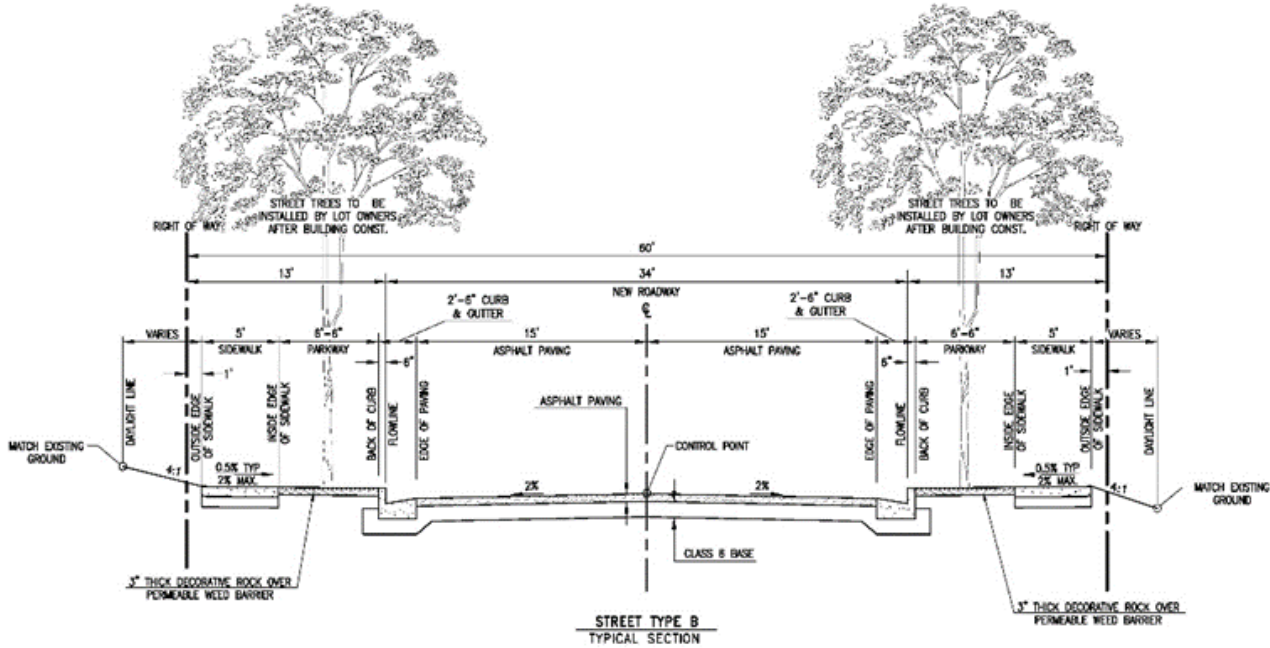 STREET TREES TO BE
INSTALLED BY LOT OWNERS
AFTER BUILDING CONST.
STREET TREES TO BE
INSTALLED BY LOT OWNERS
AFTER BUILDING CONST.
RIGHT OF WAY
RIGHT OF WAY
60'
13'
34'
13'
NEW ROADWAY
2'-6" CURB
& GUTTER
2'-6" CURB
& GUTTER
VARIES
5'
SIDEWALK
6'-6"
PARKWAY
15'
ASPHALT PAVING
15'
ASPHALT PAVING
6'-6"
PARKWAY
5'
SIDEWALK
VARIES
1'
6"
6"
1'
DAYLIGHT LINE
OUTSIDE EDGE
OF SIDEWALK
INSIDE EDGE
OF SIDEWALK
BACK OF CURB
FLOWLINE
EDGE OF PAVING
EDGE OF PAVING
FLOWLINE
BACK OF CURB
INSIDE EDGE
OF SIDEWALK
OUTSIDE EDGE
OF SIDEWALK
DAYLIGHT LINE
ASPHALT PAVING
CONTROL POINT
MATCH EXISTING
GROUND
4:1
0.5% TYP
2% MAX.
2%
2%
0.5% TYP
2% MAX.
4:1
MATCH EXISTING
GROUND
CLASS 6 BASE
3" THICK DECORATIVE ROCK OVER
PERMEABLE WEED BARRIER
3" THICK DECORATIVE ROCK OVER
PERMEABLE WEED BARRIER
STREET TYPE B
TYPICAL SECTION